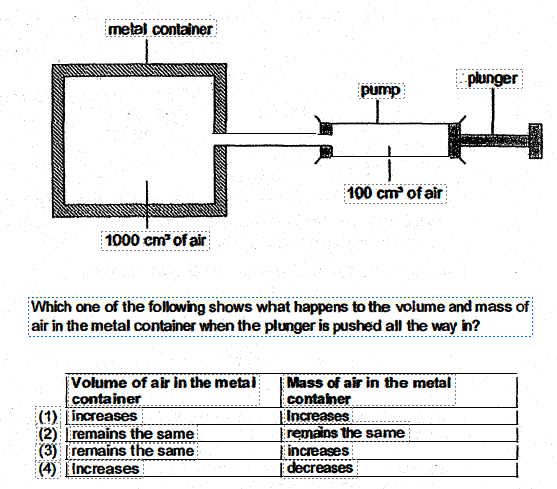 metal container
plunger
pump
100 cm³ of air
1000 cm³ of air
Which one of the following shows what happens to the volume and mass of
air in the metal container when the plunger is pushed all the way in?
Volume of air in the metal container	Mass of air in the metal container
(1) increases	Increases
(2) remains the same	remains the same
(3) remains the same	increases
(4) Increases	decreases